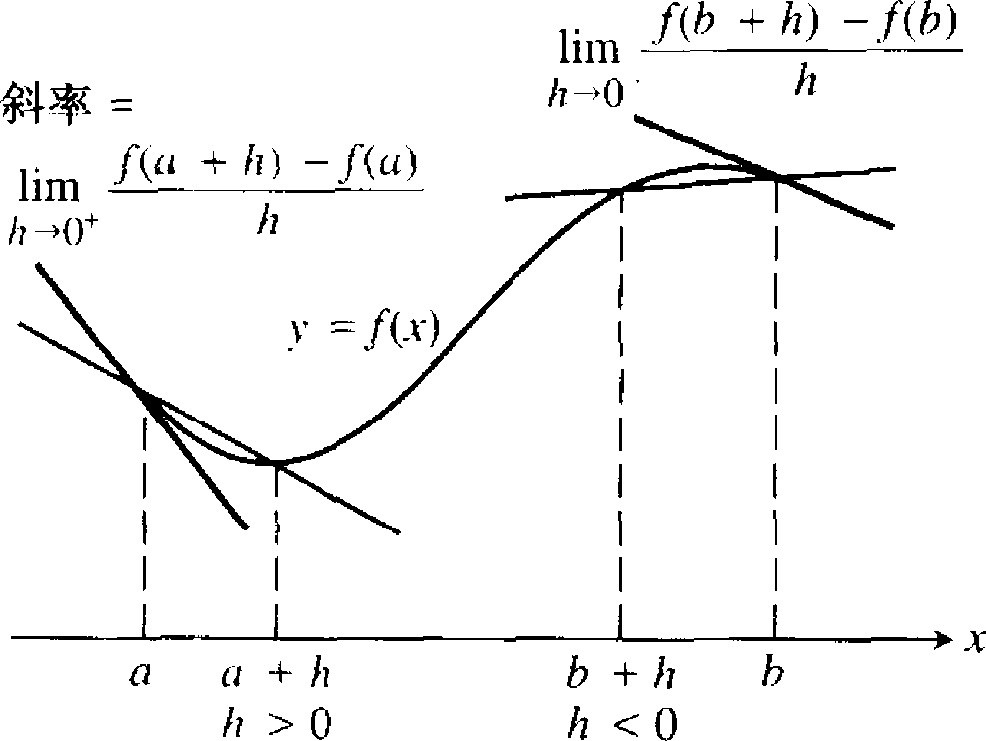 斜率 =
lim h→0⁺ f(a + h) − f(a) / h
lim h→0 f(b + h) − f(b) / h
y = f(x)
a
a + h
h > 0
b + h
h < 0
b
x